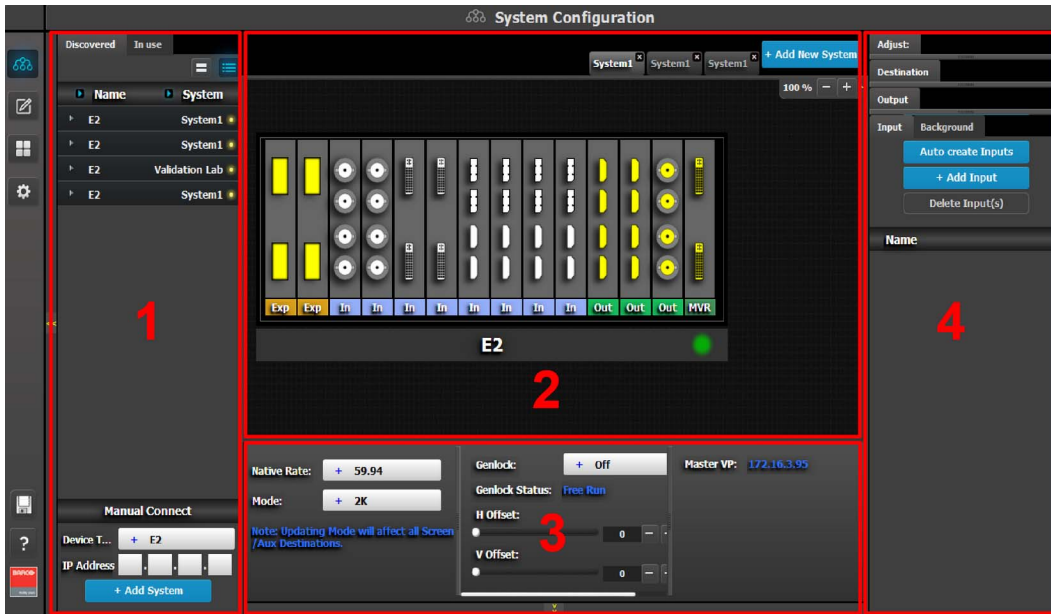 System Configuration
Discovered In use
Name System
E2 System1
E2 System1
E2 Validation Lab
E2 System1
1
Manual Connect
Device T... + E2
IP Address . . .
+ Add System
System1 System1 System1 + Add New System
100 % − +
Exp Exp In In In In In In In In Out Out Out MVR
E2
2
Native Rate: + 59.94
Mode: + 2K
Note: Updating Mode will affect all Screen
/Aux Destinations.
Genlock: + Off
Genlock Status: Free Run
H Offset:
0 −
V Offset:
0 −
3
Master VP: 172.16.3.95
Adjust:
Destination
Output
Input Background
Auto create Inputs
+ Add Input
Delete Input(s)
Name
4
?
BARCO